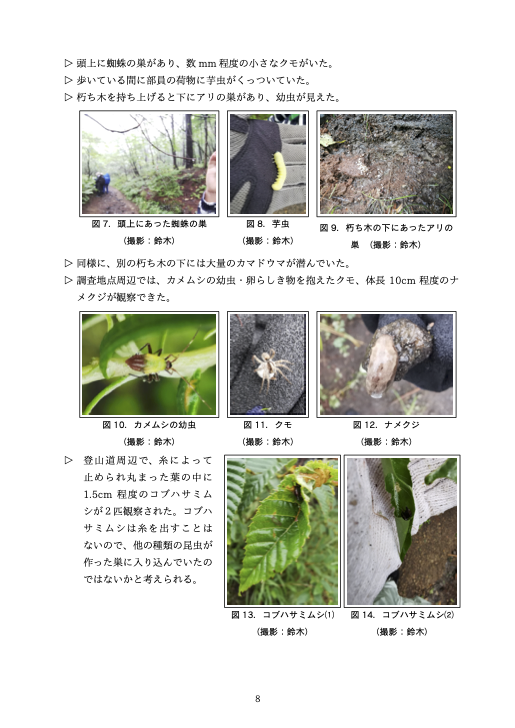 ▷ 頭上に蜘蛛の巣があり、数 mm 程度の小さなクモがいた。
▷ 歩いている間に部員の荷物に芋虫がくっついていた。
▷ 朽ち木を持ち上げると下にアリの巣があり、幼虫が見えた。
図 7. 頭上にあった蜘蛛の巣
（撮影：鈴木）
図 8. 芋虫
（撮影：鈴木）
図 9. 朽ち木の下にあったアリの
巣 （撮影：鈴木）
▷ 同様に、別の朽ち木の下には大量のカマドウマが潜んでいた。
▷ 調査地点周辺では、カメムシの幼虫・卵らしき物を抱えたクモ、体長 10cm 程度のナ
メクジが観察できた。
図 10. カメムシの幼虫
（撮影：鈴木）
図 11. クモ
（撮影：鈴木）
図 12. ナメクジ
（撮影：鈴木）
▷ 登山道周辺で、糸によって
止められ丸まった葉の中に
1.5cm 程度のコブハサミム
シが 2 匹観察された。コブハ
サミムシは糸を出すことは
ないので、他の種類の昆虫が
作った巣に入り込んでいたの
ではないかと考えられる。
図 13. コブハサミムシ(1)
（撮影：鈴木）
図 14. コブハサミムシ(2)
（撮影：鈴木）
8